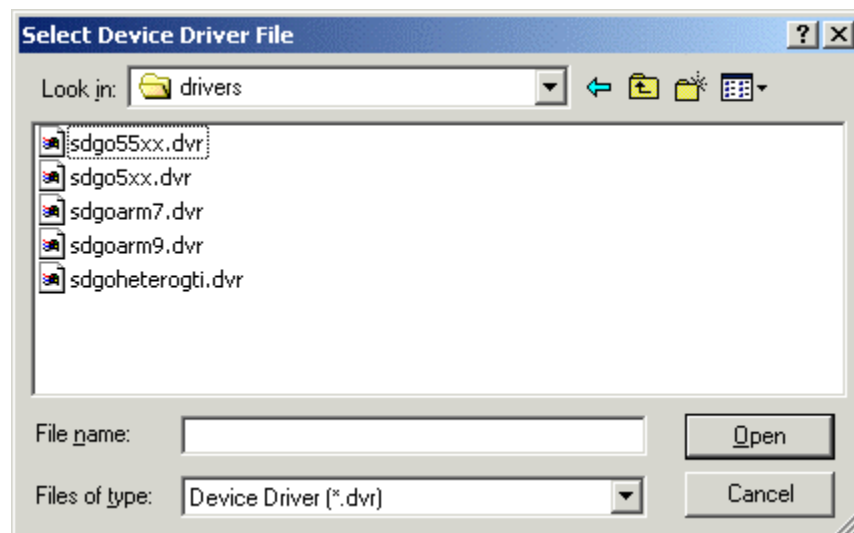 Select Device Driver File
Look in: drivers
sdgo55xx.dvr
sdgo5xx.dvr
sdgoarm7.dvr
sdgoarm9.dvr
sdgoheterogti.dvr
File name: Open
Files of type: Device Driver (*.dvr) Cancel